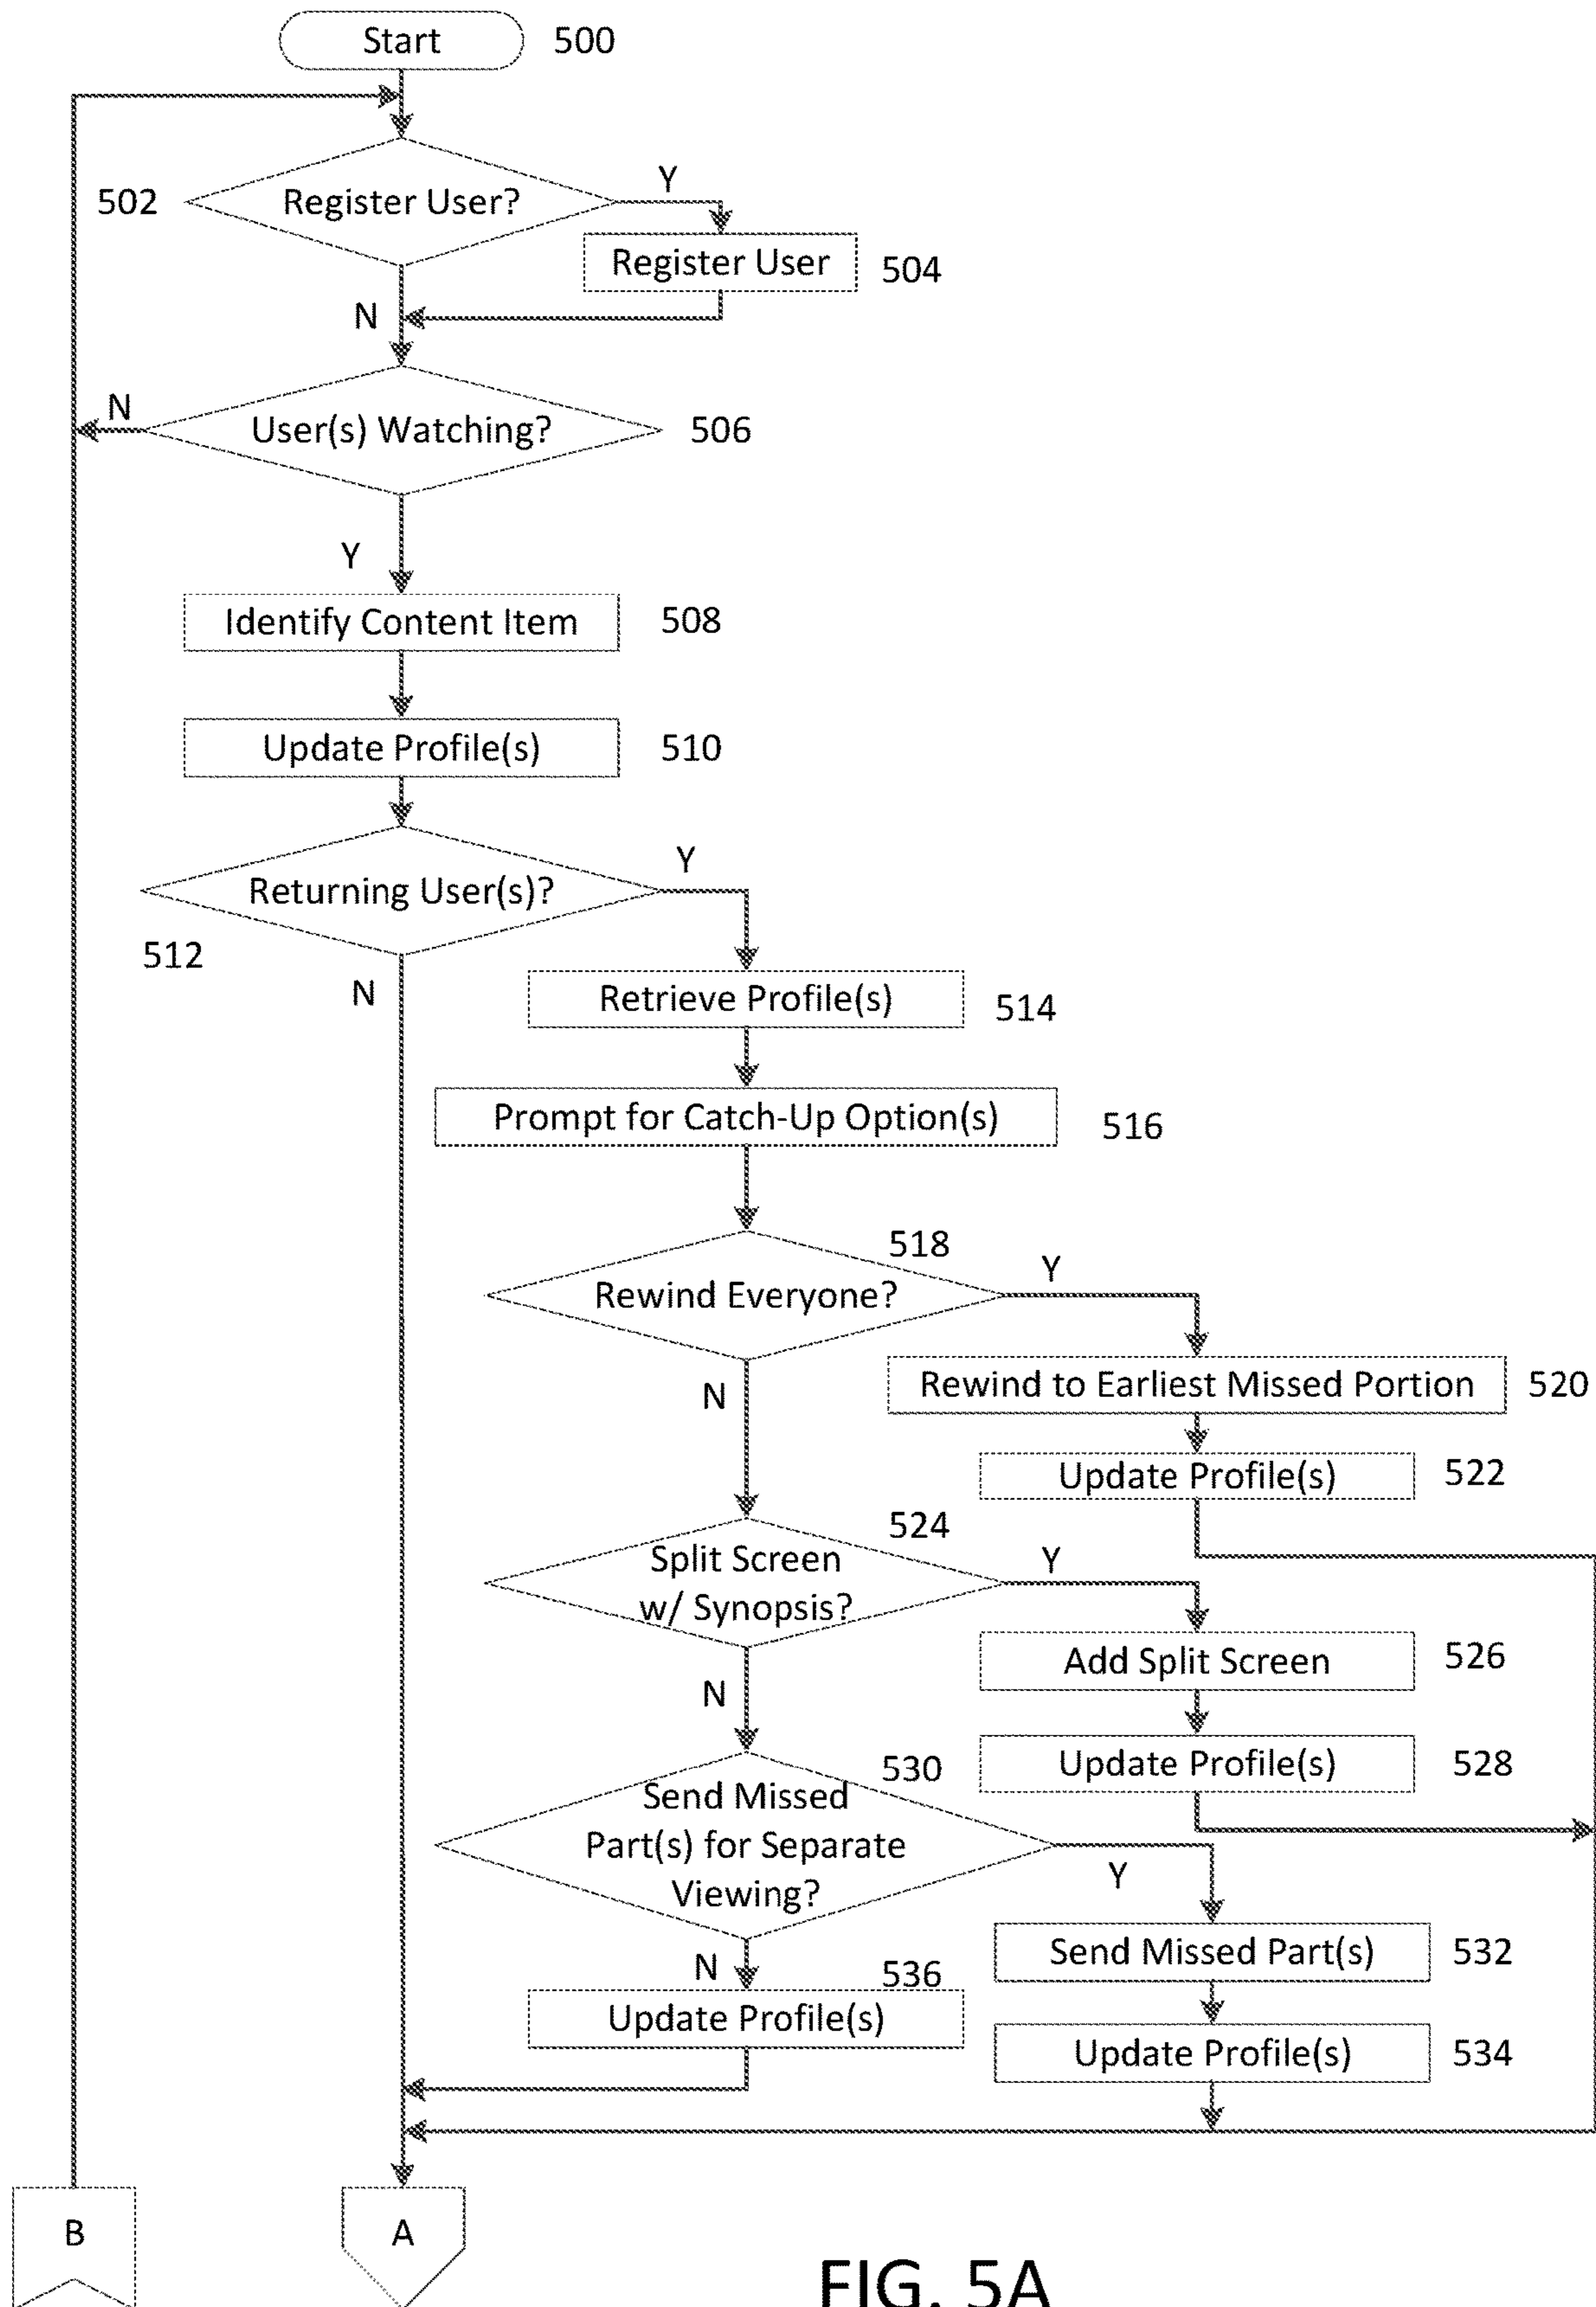 Start 500
502 Register User? Y
Register User 504
N
N
User(s) Watching? 506
Y
Identify Content Item 508
Update Profile(s) 510
Y
Returning User(s)?
512
N
Retrieve Profile(s) 514
Prompt for Catch-Up Option(s) 516
518
Y
Rewind Everyone?
N
Rewind to Earliest Missed Portion 520
Update Profile(s) 522
524
Split Screen
w/ Synopsis?
Y
Add Split Screen 526
N
Update Profile(s) 528
530
Send Missed
Part(s) for Separate
Viewing?
Y
Send Missed Part(s) 532
N
536
Update Profile(s)
Update Profile(s) 534
B
A
FIG. 5A